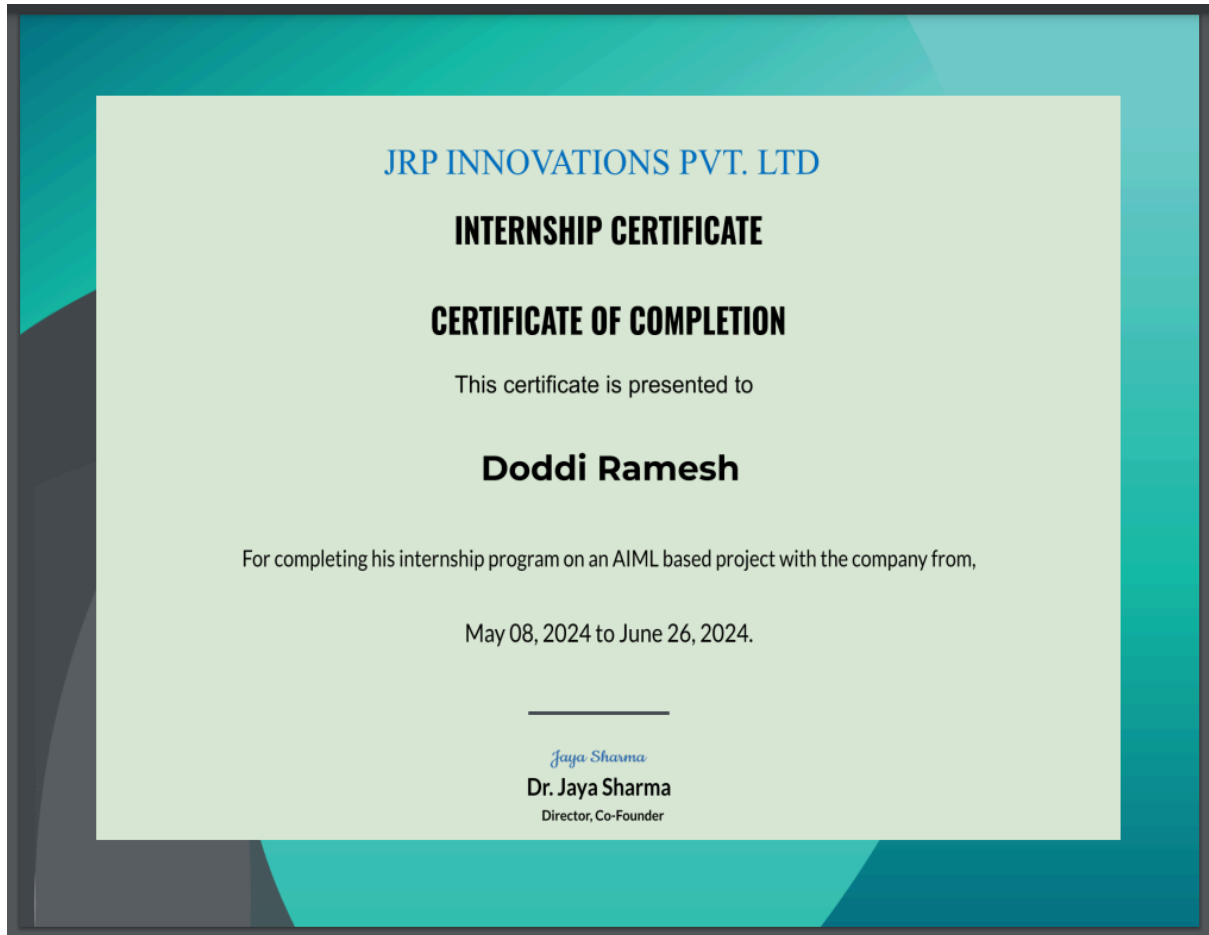 JRP INNOVATIONS PVT. LTD
INTERNSHIP CERTIFICATE
CERTIFICATE OF COMPLETION
This certificate is presented to
Doddi Ramesh
For completing his internship program on an AIML based project with the company from,
May 08, 2024 to June 26, 2024.
Jaya Sharma
Dr. Jaya Sharma
Director, Co-Founder